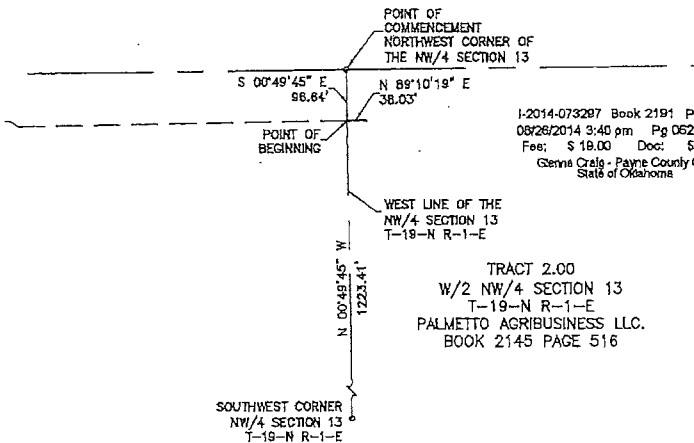 POINT OF
COMMENCEMENT
NORTHWEST CORNER OF
THE NW/4 SECTION 13
S 00°49'45" E
96.64'
N 89°10'19" E
38.03'
POINT OF
BEGINNING
I-2014-073297 Book 2191 P
08/26/2014 3:40 pm Pg 062
Fee: $ 19.00 Doc: $
Glenna Craig - Payne County C
State of Oklahoma
WEST LINE OF THE
NW/4 SECTION 13
T-19-N R-1-E
N 00°49'45" W
1223.41'
TRACT 2.00
W/2 NW/4 SECTION 13
T-19-N R-1-E
PALMETTO AGRIBUSINESS LLC.
BOOK 2145 PAGE 516
SOUTHWEST CORNER
NW/4 SECTION 13
T-19-N R-1-E